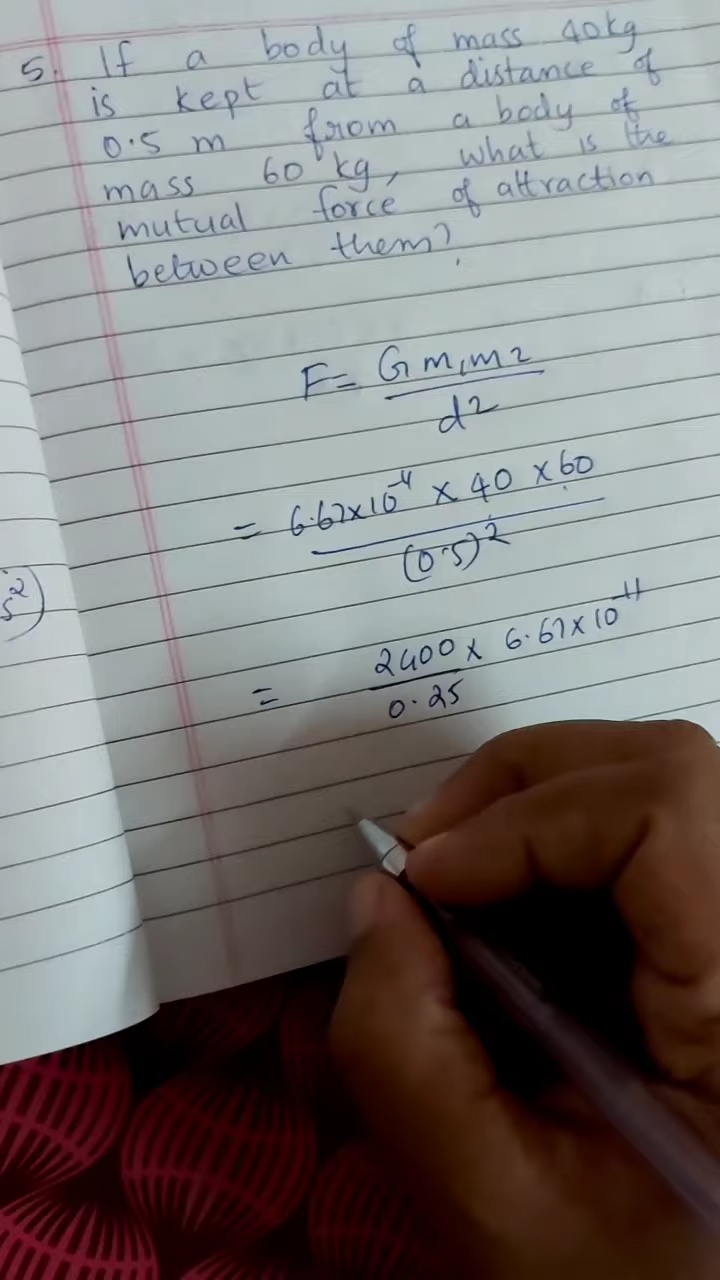 5. If a body of mass 40kg
is kept at a distance of
0.5 m from a body of
mass 60 kg, what is the
mutual force of attraction
between them?
F = G m₁m2
d2
= 6.67x10⁻⁴ x 40 x 60
(0.5)²
= 2400 x 6.67x10⁻¹¹
0.25
s²)